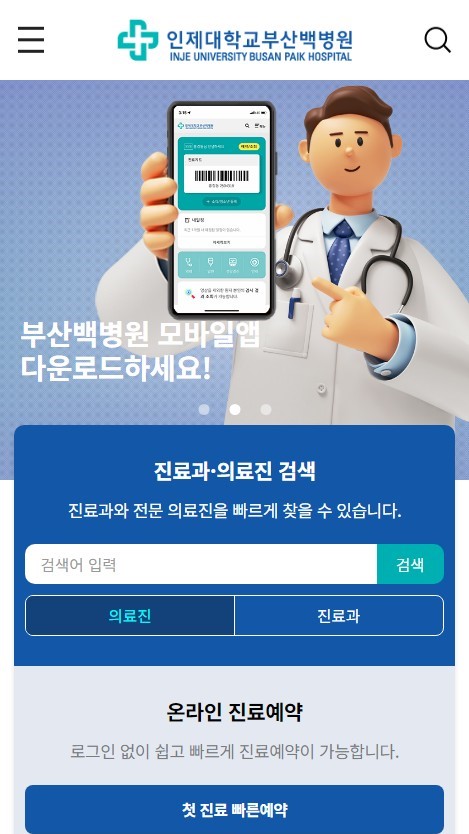 인제대학교부산백병원
INJE UNIVERSITY BUSAN PAIK HOSPITAL
부산백병원 모바일앱
다운로드하세요!
진료과·의료진 검색
진료과와 전문 의료진을 빠르게 찾을 수 있습니다.
검색어 입력
검색
의료진
진료과
온라인 진료예약
로그인 없이 쉽고 빠르게 진료예약이 가능합니다.
첫 진료 빠른예약